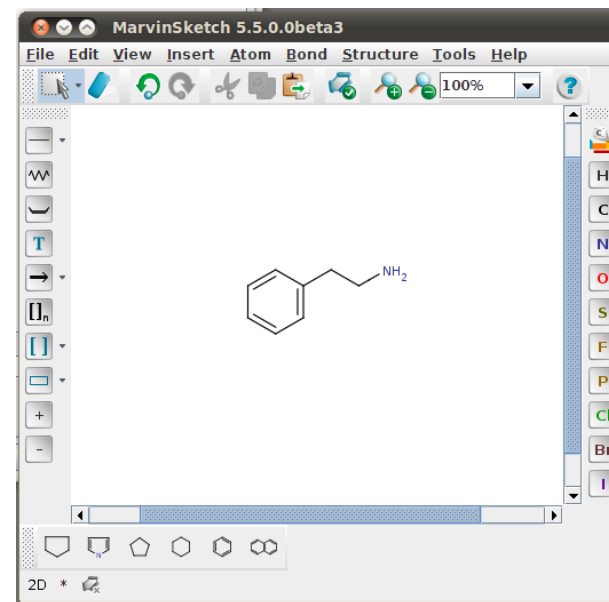 MarvinSketch 5.5.0.0beta3
File Edit View Insert Atom Bond Structure Tools Help
100% ?
C
H
C
T N
O
[]n S
[ ] F
P
+ Cl
- Br
I
NH2
N
2D *